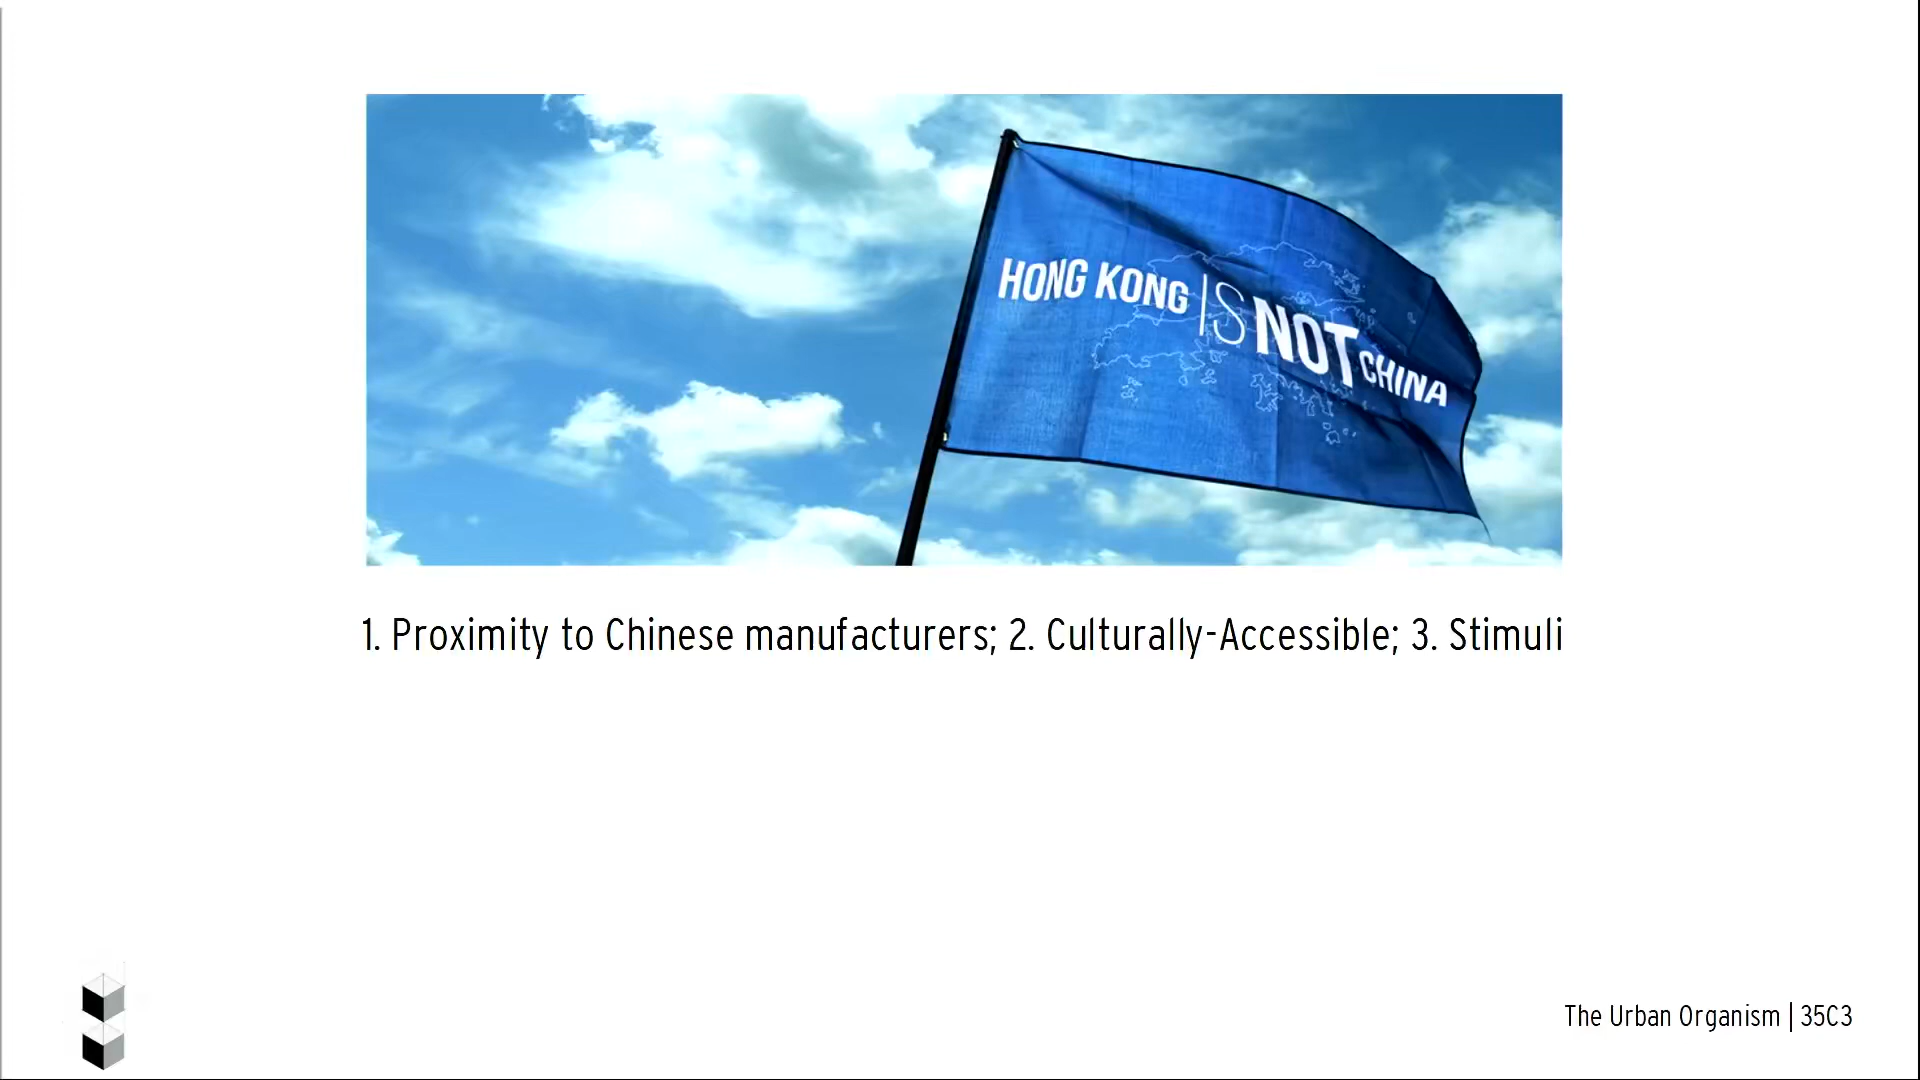 HONG KONG IS NOT CHINA
1. Proximity to Chinese manufacturers; 2. Culturally-Accessible; 3. Stimuli
The Urban Organism | 35C3